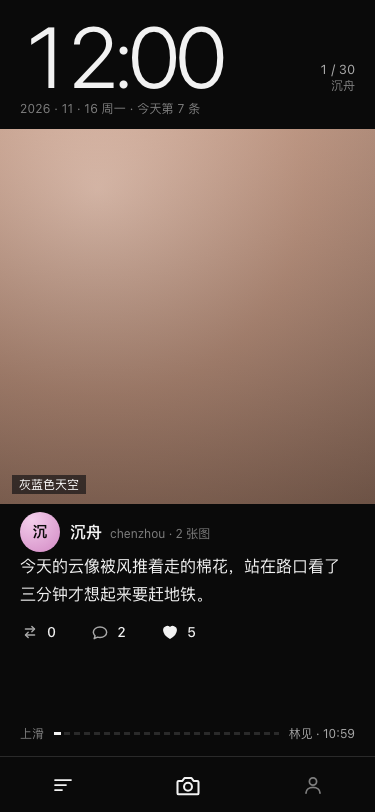 12:00
1 / 30
沉舟
2026 · 11 · 16 周一 · 今天第 7 条
灰蓝色天空
沉
沉舟 chenzhou · 2 张图
今天的云像被风推着走的棉花，站在路口看了
三分钟才想起来要赶地铁。
0 2 5
上滑 林见 · 10:59